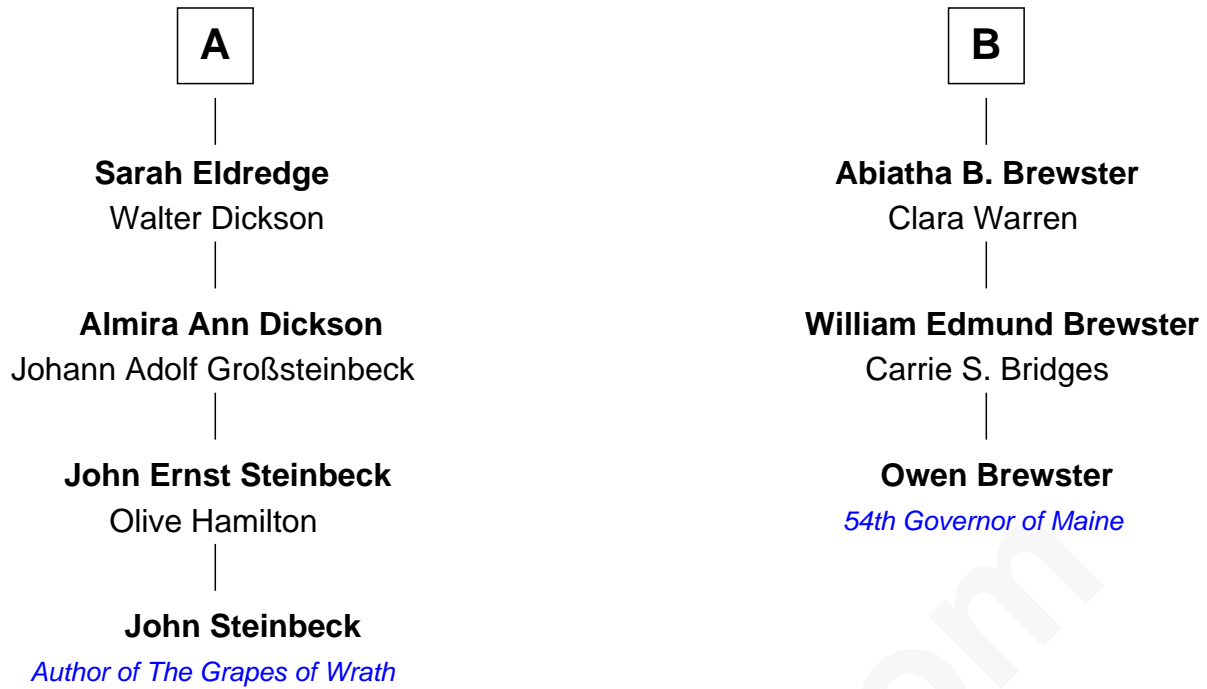 A
Sarah Eldredge
Walter Dickson
Almira Ann Dickson
Johann Adolf Großsteinbeck
John Ernst Steinbeck
Olive Hamilton
John Steinbeck
Author of The Grapes of Wrath
B
Abiatha B. Brewster
Clara Warren
William Edmund Brewster
Carrie S. Bridges
Owen Brewster
54th Governor of Maine
om